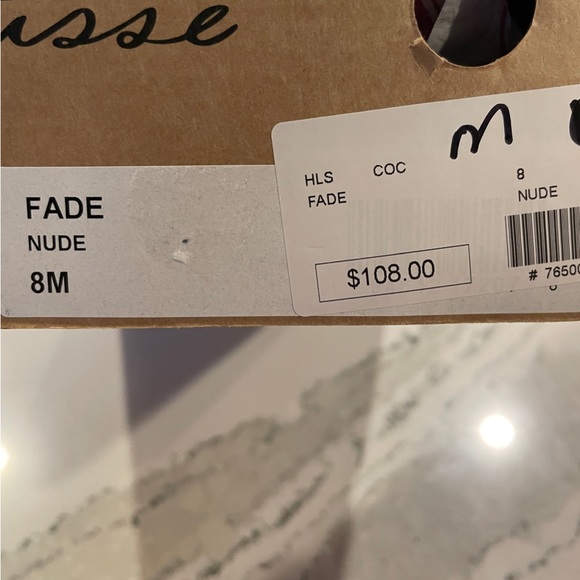 usse
FADE
NUDE
8M
M
HLS COC 8
FADE NUDE
$108.00
# 76500